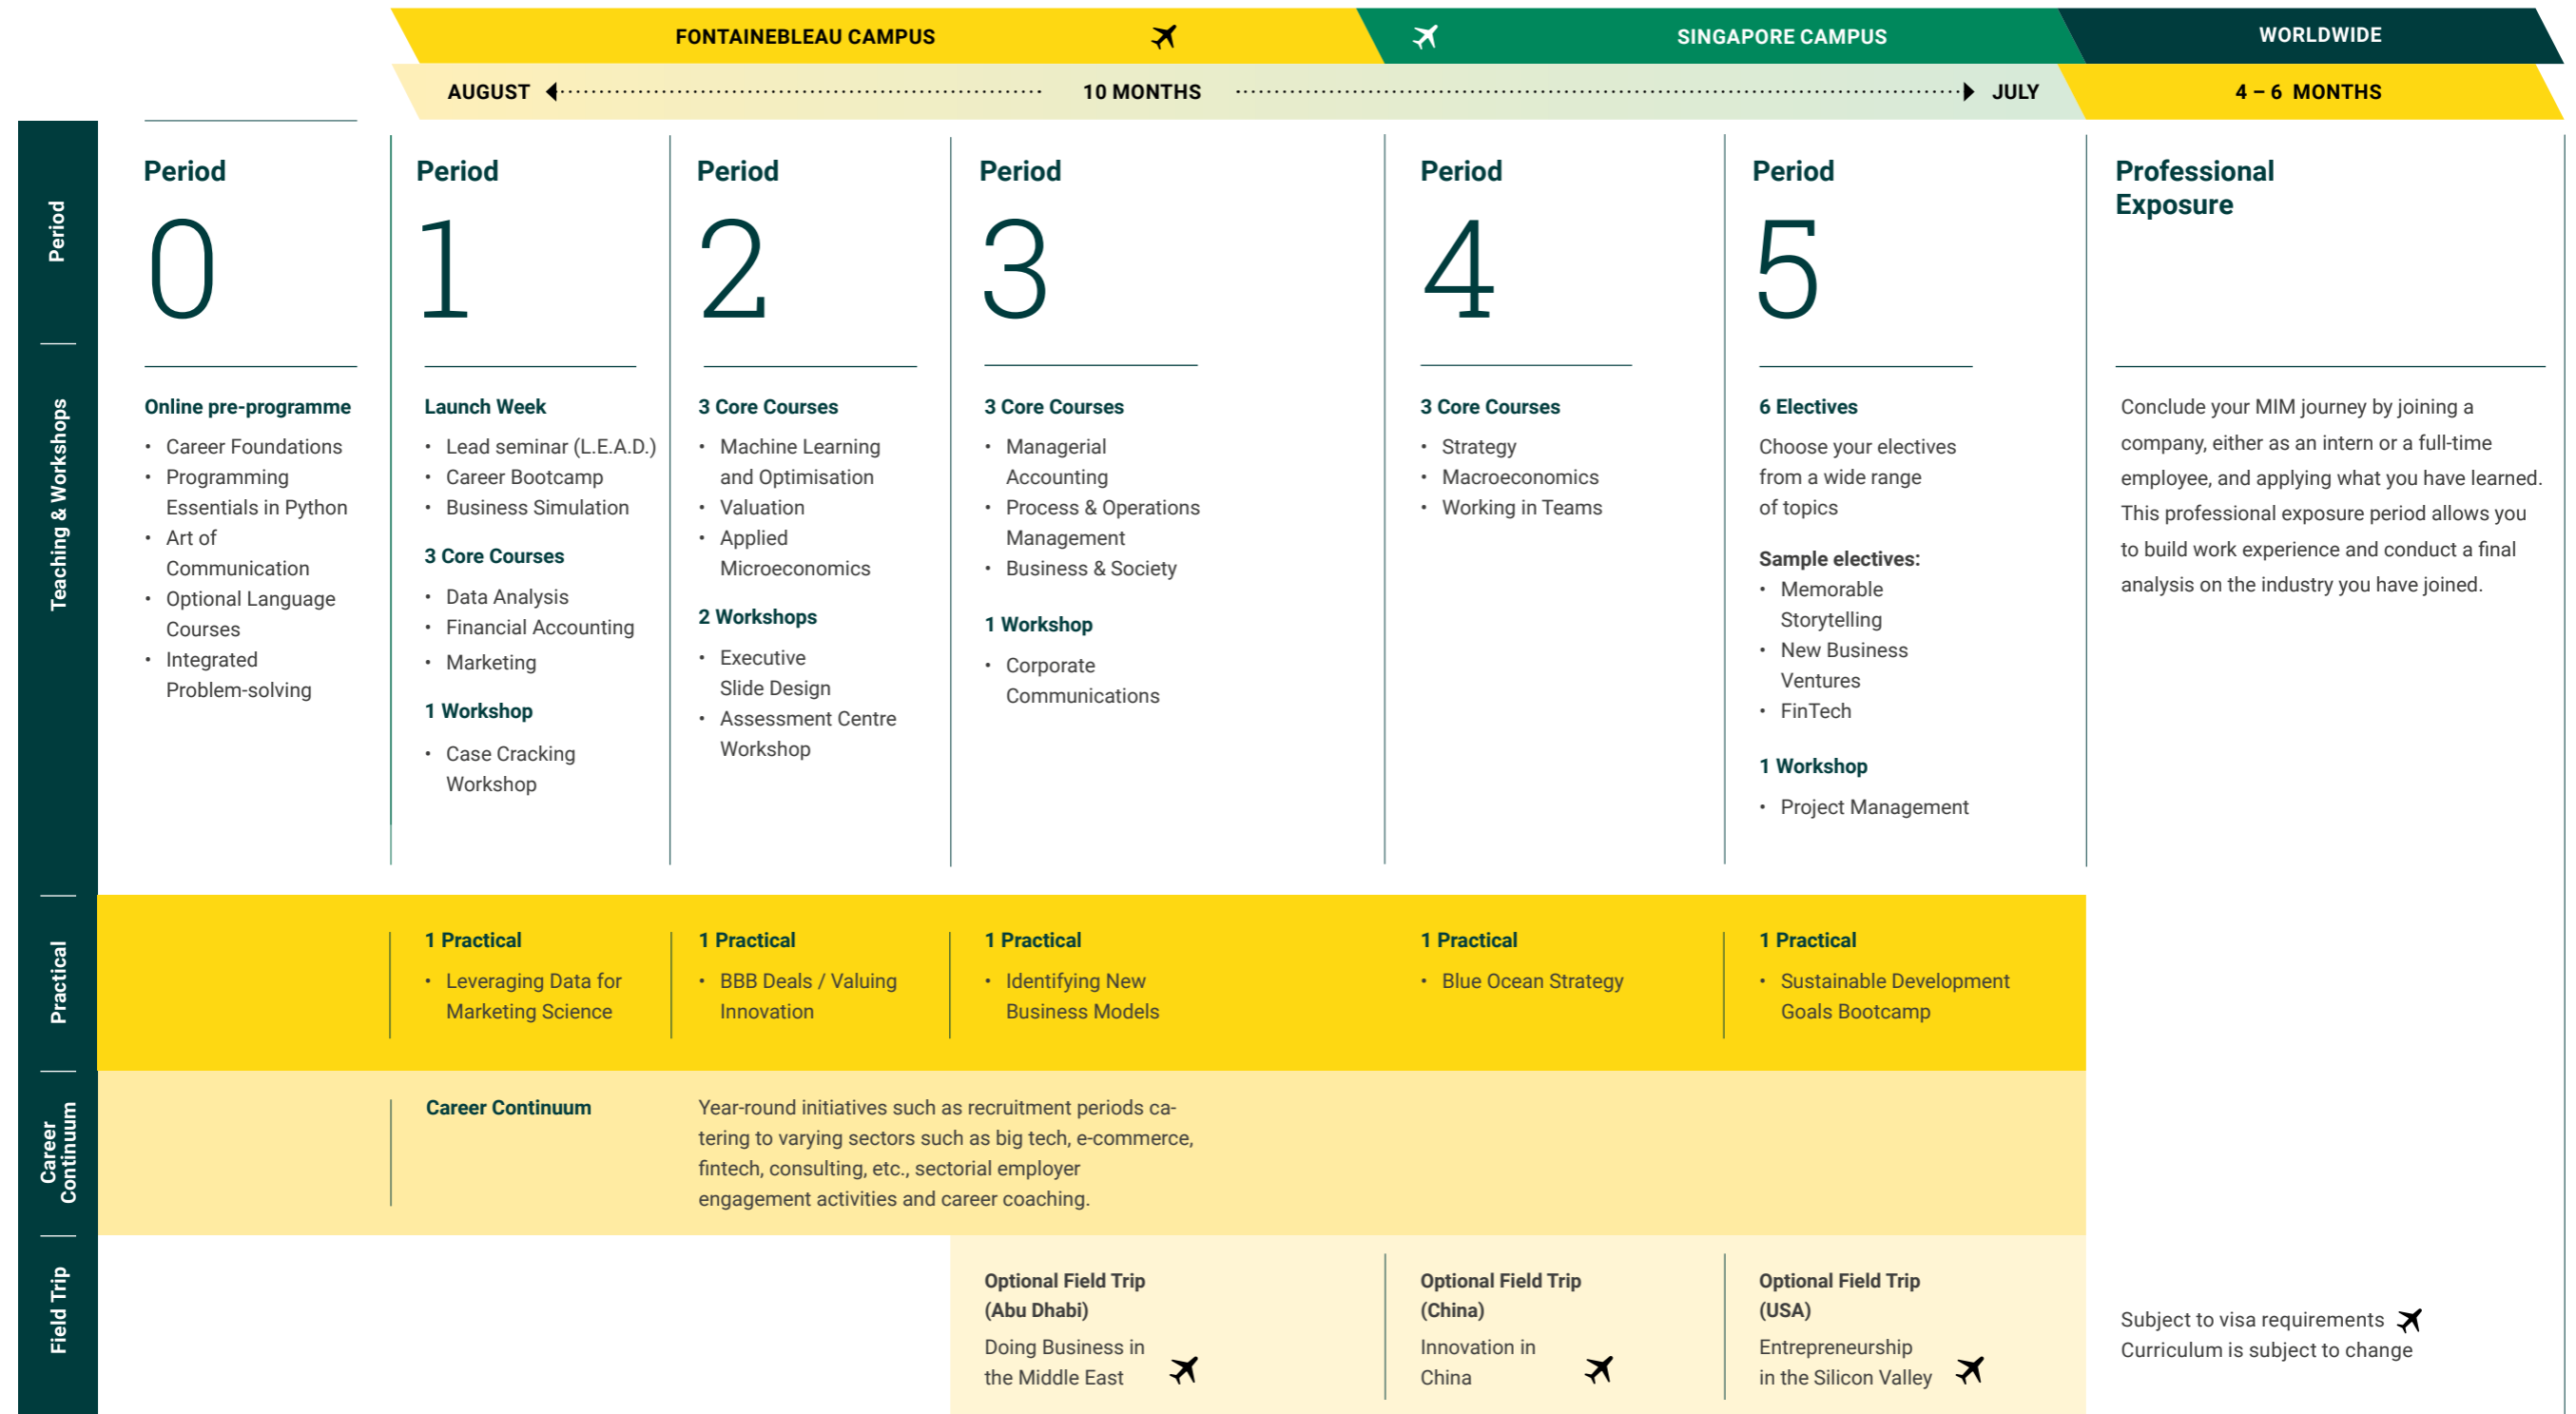 FONTAINEBLEAU CAMPUS
SINGAPORE CAMPUS
WORLDWIDE
AUGUST
10 MONTHS
JULY
4 – 6 MONTHS
Period
Period
0
Period
1
Period
2
Period
3
Period
4
Period
5
Professional
Exposure
Teaching & Workshops
Online pre-programme
• Career Foundations
• Programming
Essentials in Python
• Art of
Communication
• Optional Language
Courses
• Integrated
Problem-solving
Launch Week
• Lead seminar (L.E.A.D.)
• Career Bootcamp
• Business Simulation
3 Core Courses
• Data Analysis
• Financial Accounting
• Marketing
1 Workshop
• Case Cracking
Workshop
3 Core Courses
• Machine Learning
and Optimisation
• Valuation
• Applied
Microeconomics
2 Workshops
• Executive
Slide Design
• Assessment Centre
Workshop
3 Core Courses
• Managerial
Accounting
• Process & Operations
Management
• Business & Society
1 Workshop
• Corporate
Communications
3 Core Courses
• Strategy
• Macroeconomics
• Working in Teams
6 Electives
Choose your electives
from a wide range
of topics
Sample electives:
• Memorable
Storytelling
• New Business
Ventures
• FinTech
1 Workshop
• Project Management
Conclude your MIM journey by joining a
company, either as an intern or a full-time
employee, and applying what you have learned.
This professional exposure period allows you
to build work experience and conduct a final
analysis on the industry you have joined.
Practical
1 Practical
• Leveraging Data for
Marketing Science
1 Practical
• BBB Deals / Valuing
Innovation
1 Practical
• Identifying New
Business Models
1 Practical
• Blue Ocean Strategy
1 Practical
• Sustainable Development
Goals Bootcamp
Career
Continuum
Career Continuum
Year-round initiatives such as recruitment periods ca-
tering to varying sectors such as big tech, e-commerce,
fintech, consulting, etc., sectorial employer
engagement activities and career coaching.
Field Trip
Optional Field Trip
(Abu Dhabi)
Doing Business in
the Middle East
Optional Field Trip
(China)
Innovation in
China
Optional Field Trip
(USA)
Entrepreneurship
in the Silicon Valley
Subject to visa requirements
Curriculum is subject to change